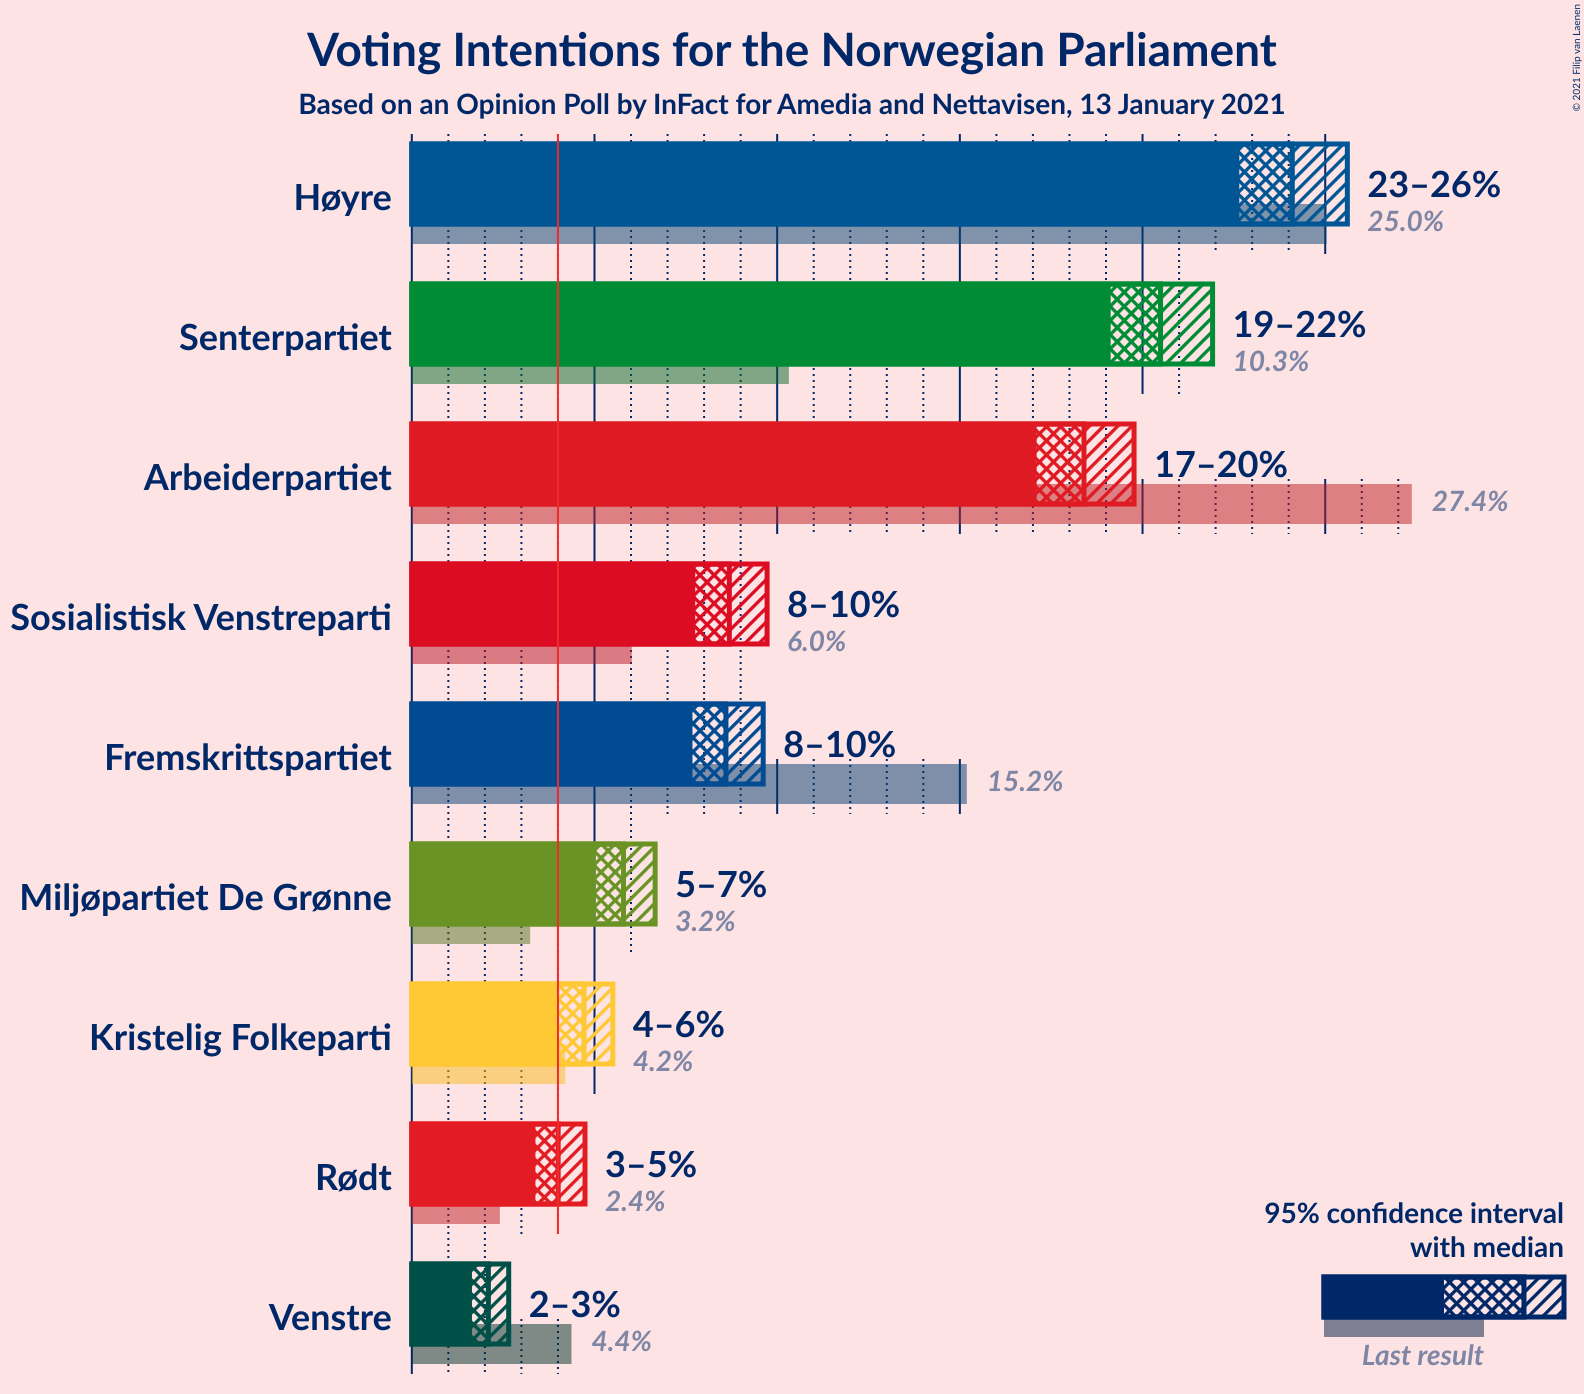 Voting Intentions for the Norwegian Parliament
Based on an Opinion Poll by InFact for Amedia and Nettavisen, 13 January 2021
© 2021 Filip van Laenen
Høyre
23–26%
25.0%
Senterpartiet
19–22%
10.3%
Arbeiderpartiet
17–20%
27.4%
Sosialistisk Venstreparti
8–10%
6.0%
Fremskrittspartiet
8–10%
15.2%
Miljøpartiet De Grønne
5–7%
3.2%
Kristelig Folkeparti
4–6%
4.2%
Rødt
3–5%
2.4%
Venstre
2–3%
4.4%
95% confidence interval
with median
Last result